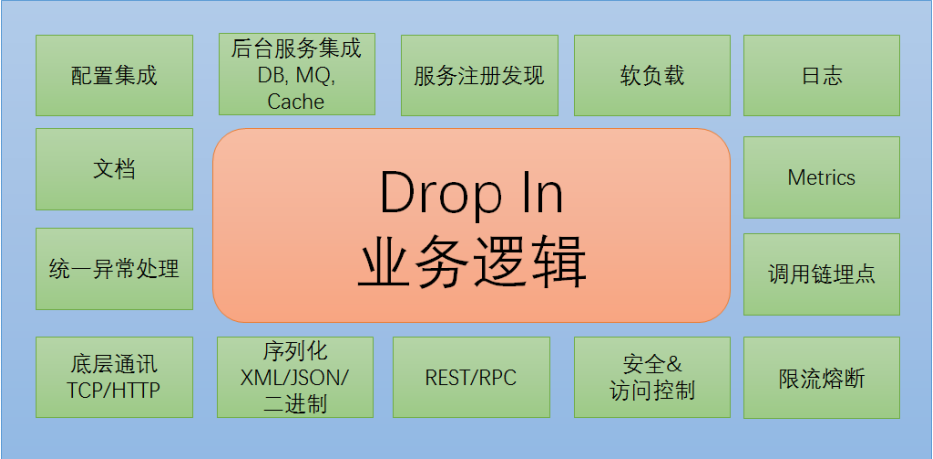 配置集成
后台服务集成
DB, MQ,
Cache
服务注册发现
软负载
日志
文档
Drop In
业务逻辑
Metrics
统一异常处理
调用链埋点
底层通讯
TCP/HTTP
序列化
XML/JSON/
二进制
REST/RPC
安全&
访问控制
限流熔断